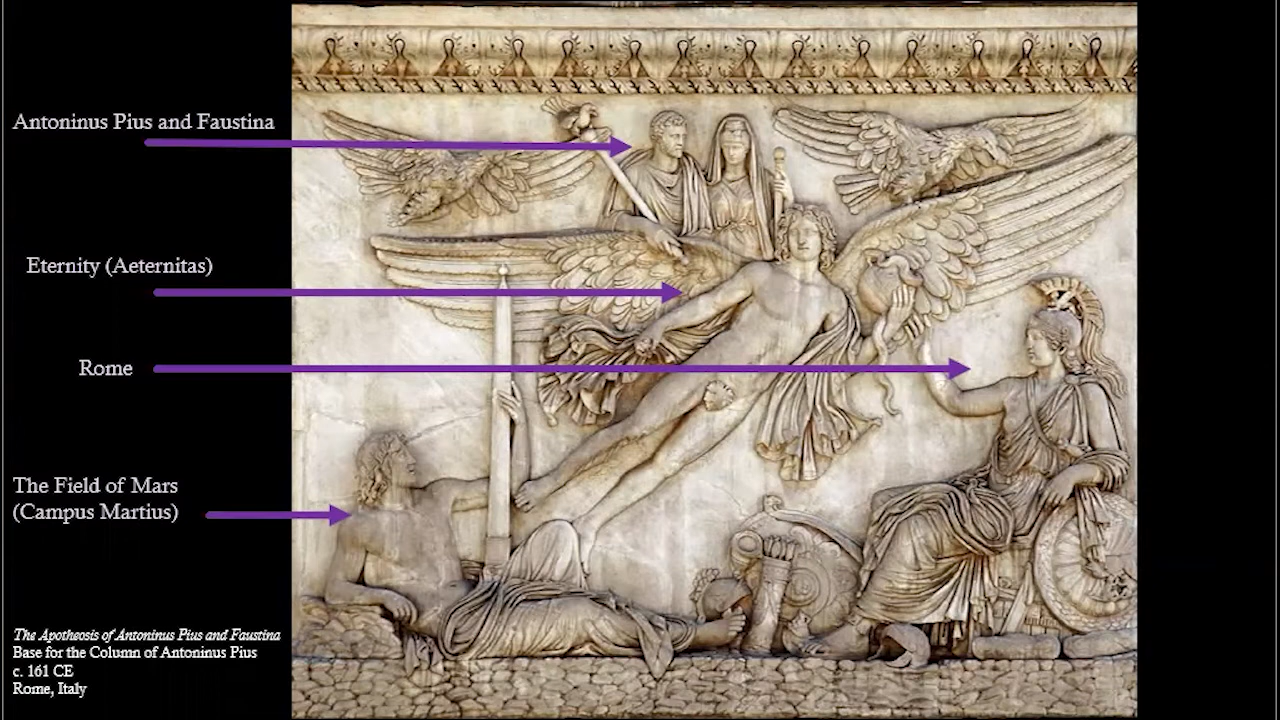 Antoninus Pius and Faustina
Eternity (Aeternitas)
Rome
The Field of Mars
(Campus Martius)
The Apotheosis of Antoninus Pius and Faustina
Base for the Column of Antoninus Pius
c. 161 CE
Rome, Italy